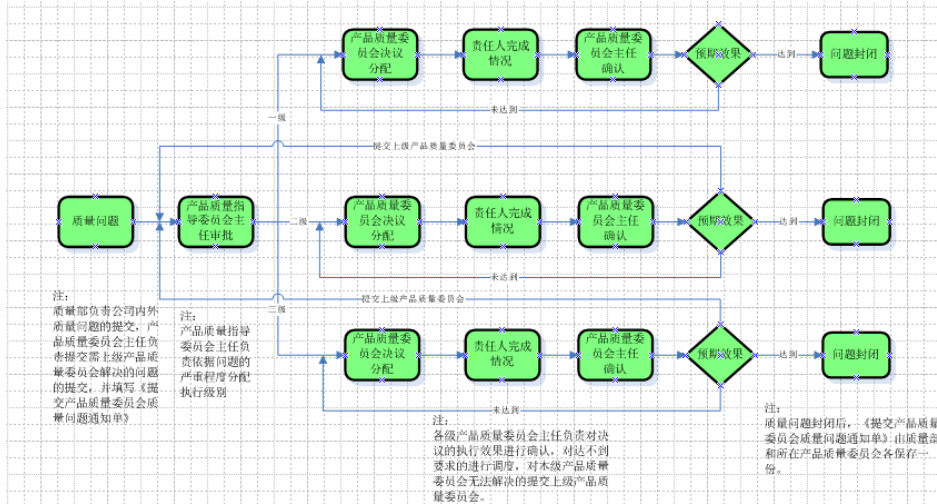 产品质量委
员会决议
分配
责任人完成
情况
产品质量委
员会主任
确认
预期效果
达到
问题封闭
未达到
一级
提交上级产品质量委员会
质量问题
产品质量指
导委员会主
任审批
二级
产品质量委
员会决议
分配
责任人完成
情况
产品质量委
员会主任
确认
预期效果
达到
问题封闭
未达到
提交上级产品质量委员会
三级
产品质量委
员会决议
分配
责任人完成
情况
产品质量委
员会主任
确认
预期效果
达到
问题封闭
未达到
注：
质量部负责公司内外
质量问题的提交，产
品质量委员会主任负
责提交需上级产品质
量委员会解决的问题
的提交，并填写《提
交产品质量委员会质
量问题通知单》
注：
产品质量指导
委员会主任负
责依据问题的
严重程度分配
执行级别
注：
各级产品质量委员会主任负责对决
议的执行效果进行确认，对达不到
要求的进行调度，对本级产品质量
委员会无法解决的提交上级产品质
量委员会。
注：
质量问题封闭后，《提交产品质量
委员会质量问题通知单》由质量部
和所在产品质量委员会各保存一
份。